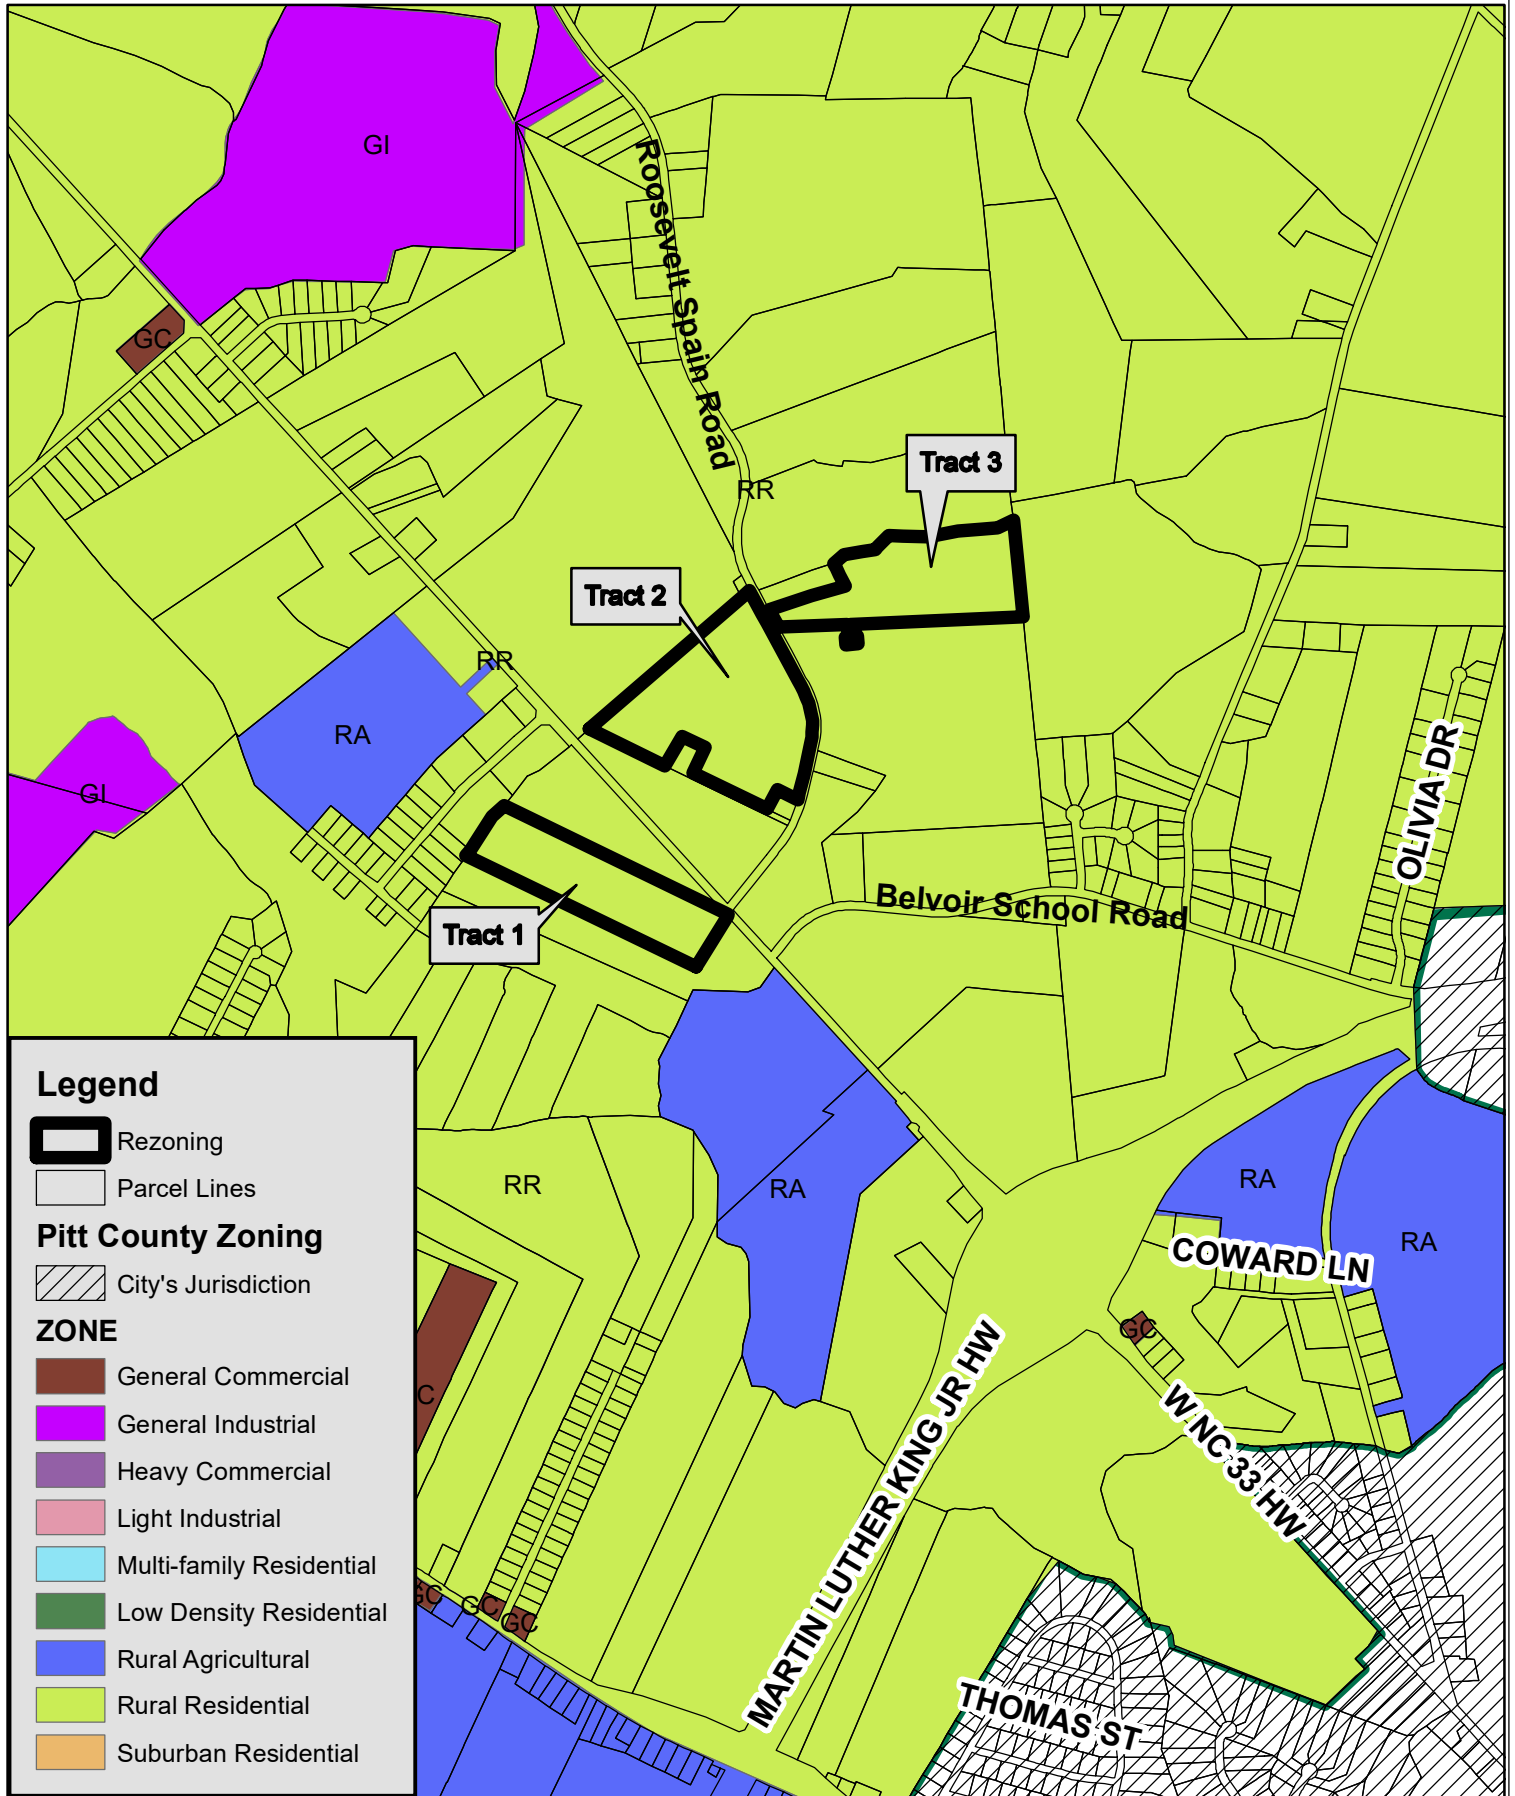 GI
Roosevelt Spain Road
GC
Tract 3
RR
Tract 2
RR
RA
GI
OLIVIA DR
Belvoir School Road
Tract 1
Legend
Rezoning
Parcel Lines
Pitt County Zoning
City's Jurisdiction
ZONE
General Commercial
General Industrial
Heavy Commercial
Light Industrial
Multi-family Residential
Low Density Residential
Rural Agricultural
Rural Residential
Suburban Residential
RR
RA
RA
RA
COWARD LN
GC
C
W NC 33 HW
MARTIN LUTHER KING JR HW
GC
GC
GC
THOMAS ST